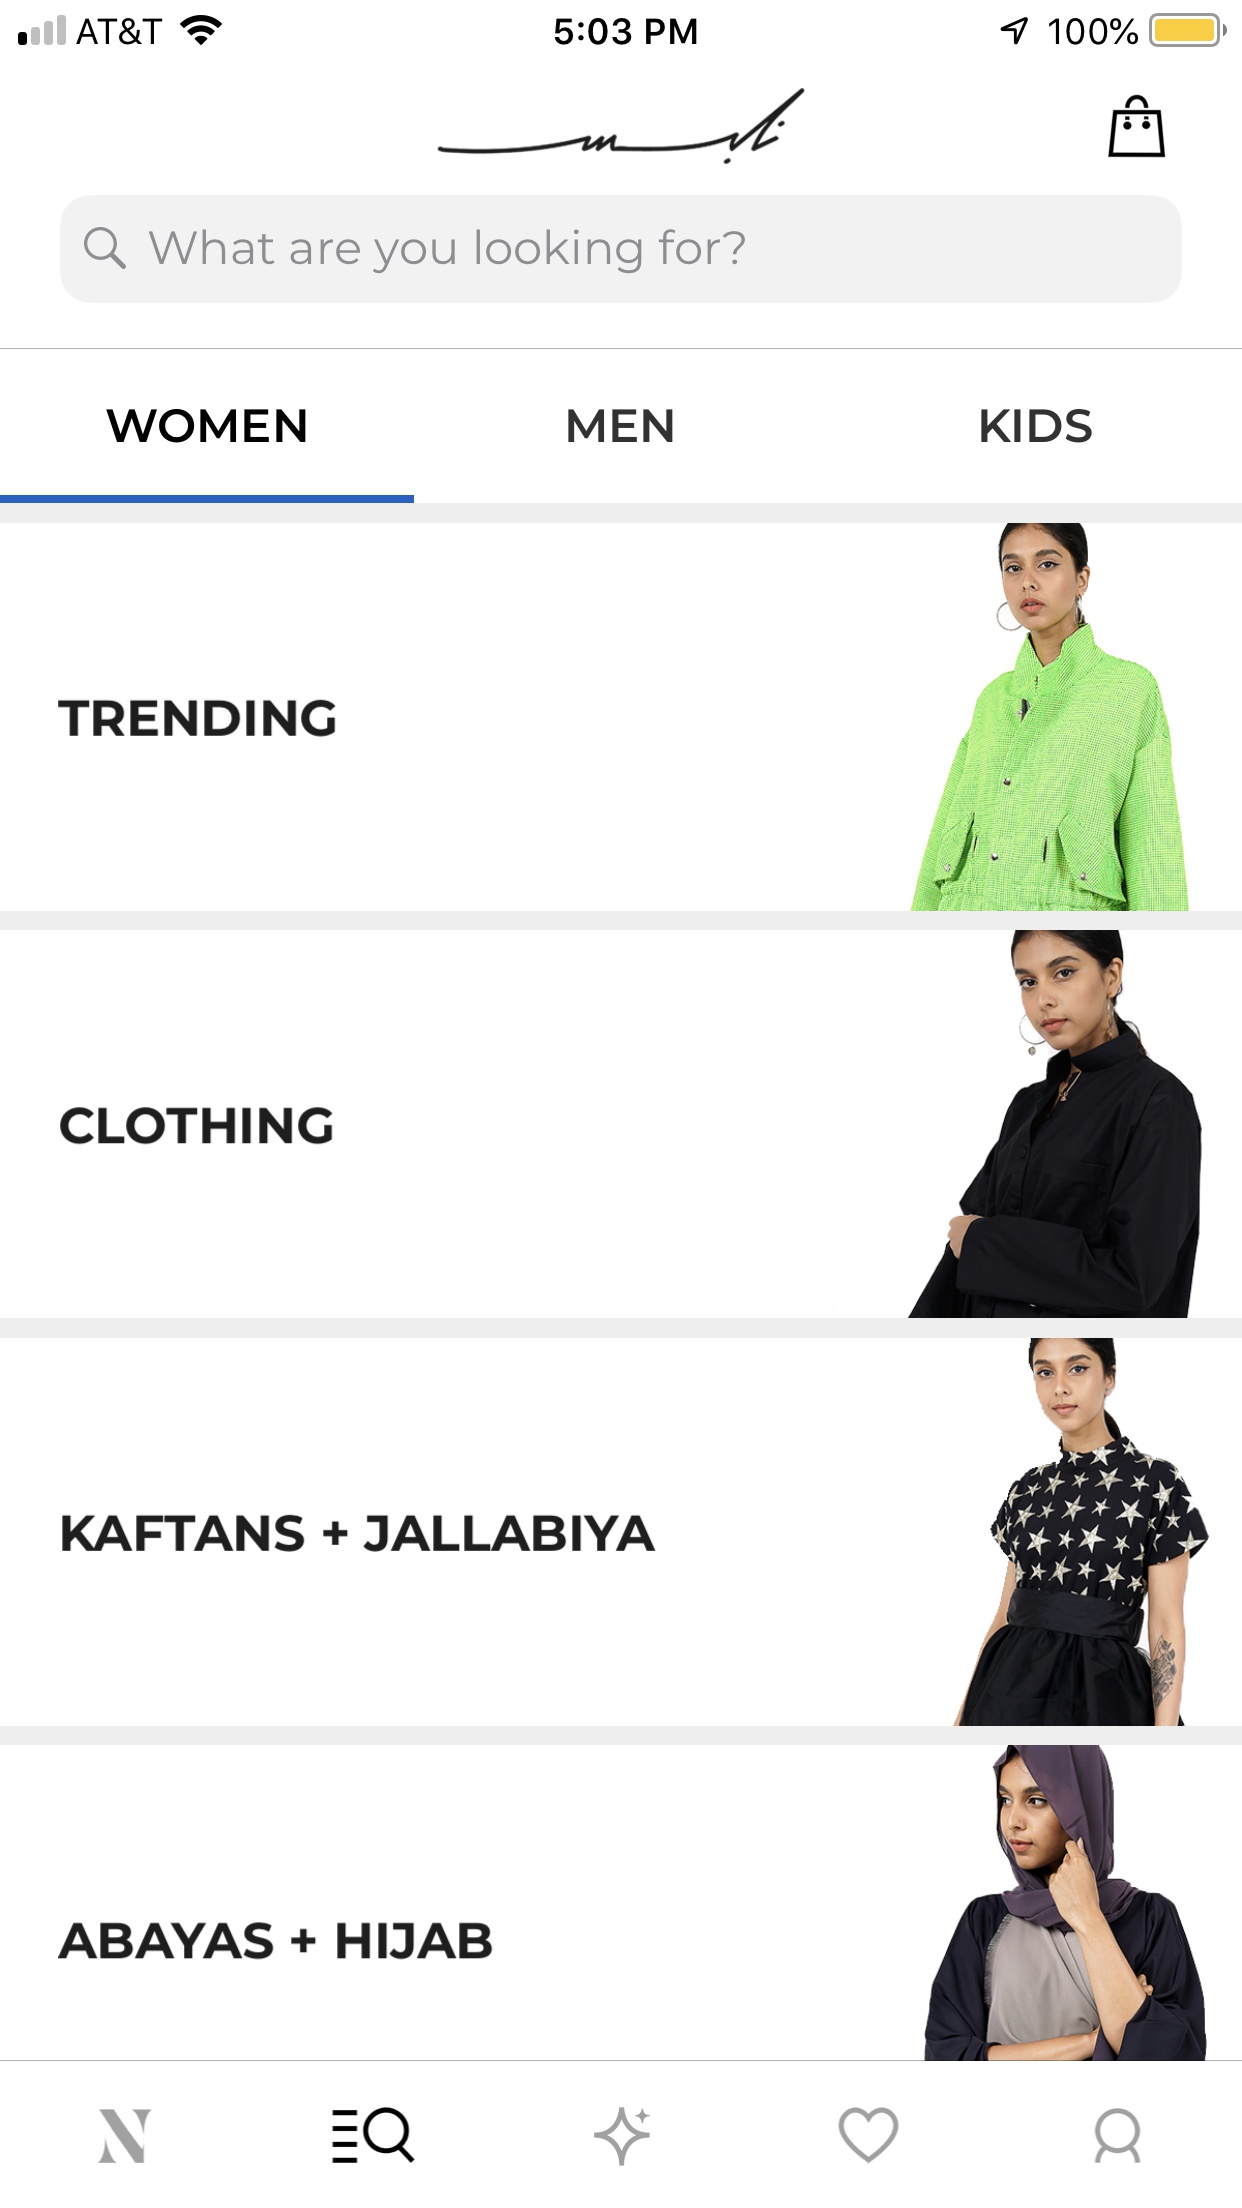 AT&T 5:03 PM 100%
What are you looking for?
WOMEN MEN KIDS
TRENDING
CLOTHING
KAFTANS + JALLABIYA
ABAYAS + HIJAB
N